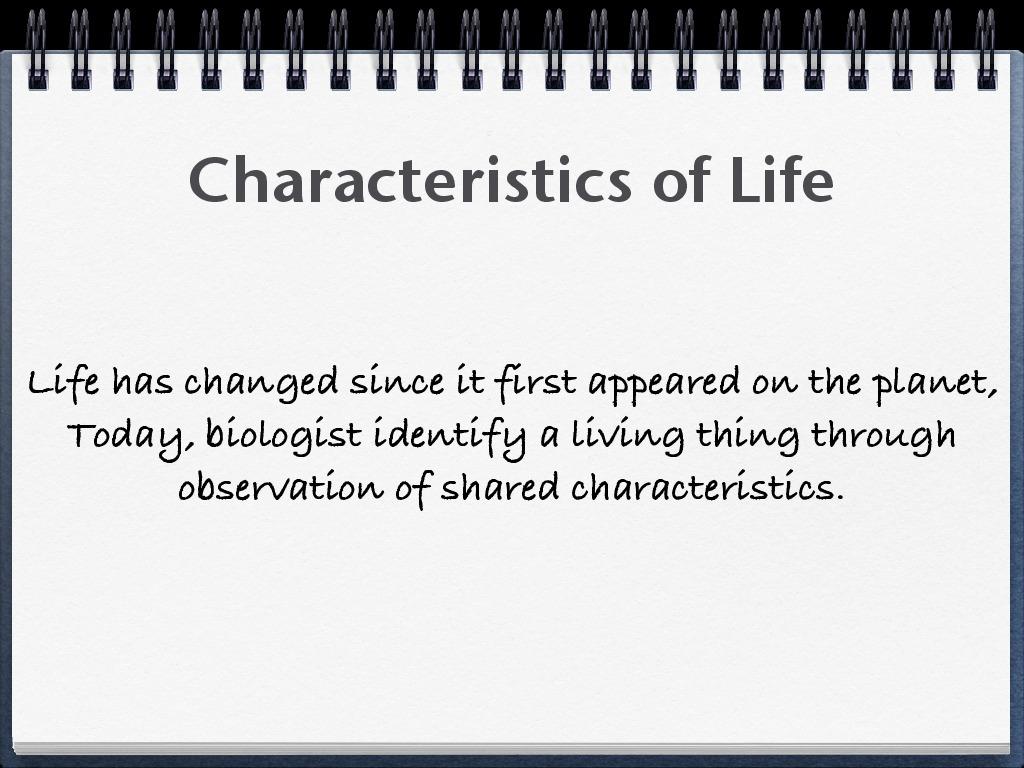 Characteristics of Life
Life has changed since it first appeared on the planet,
Today, biologist identify a living thing through
observation of shared characteristics.